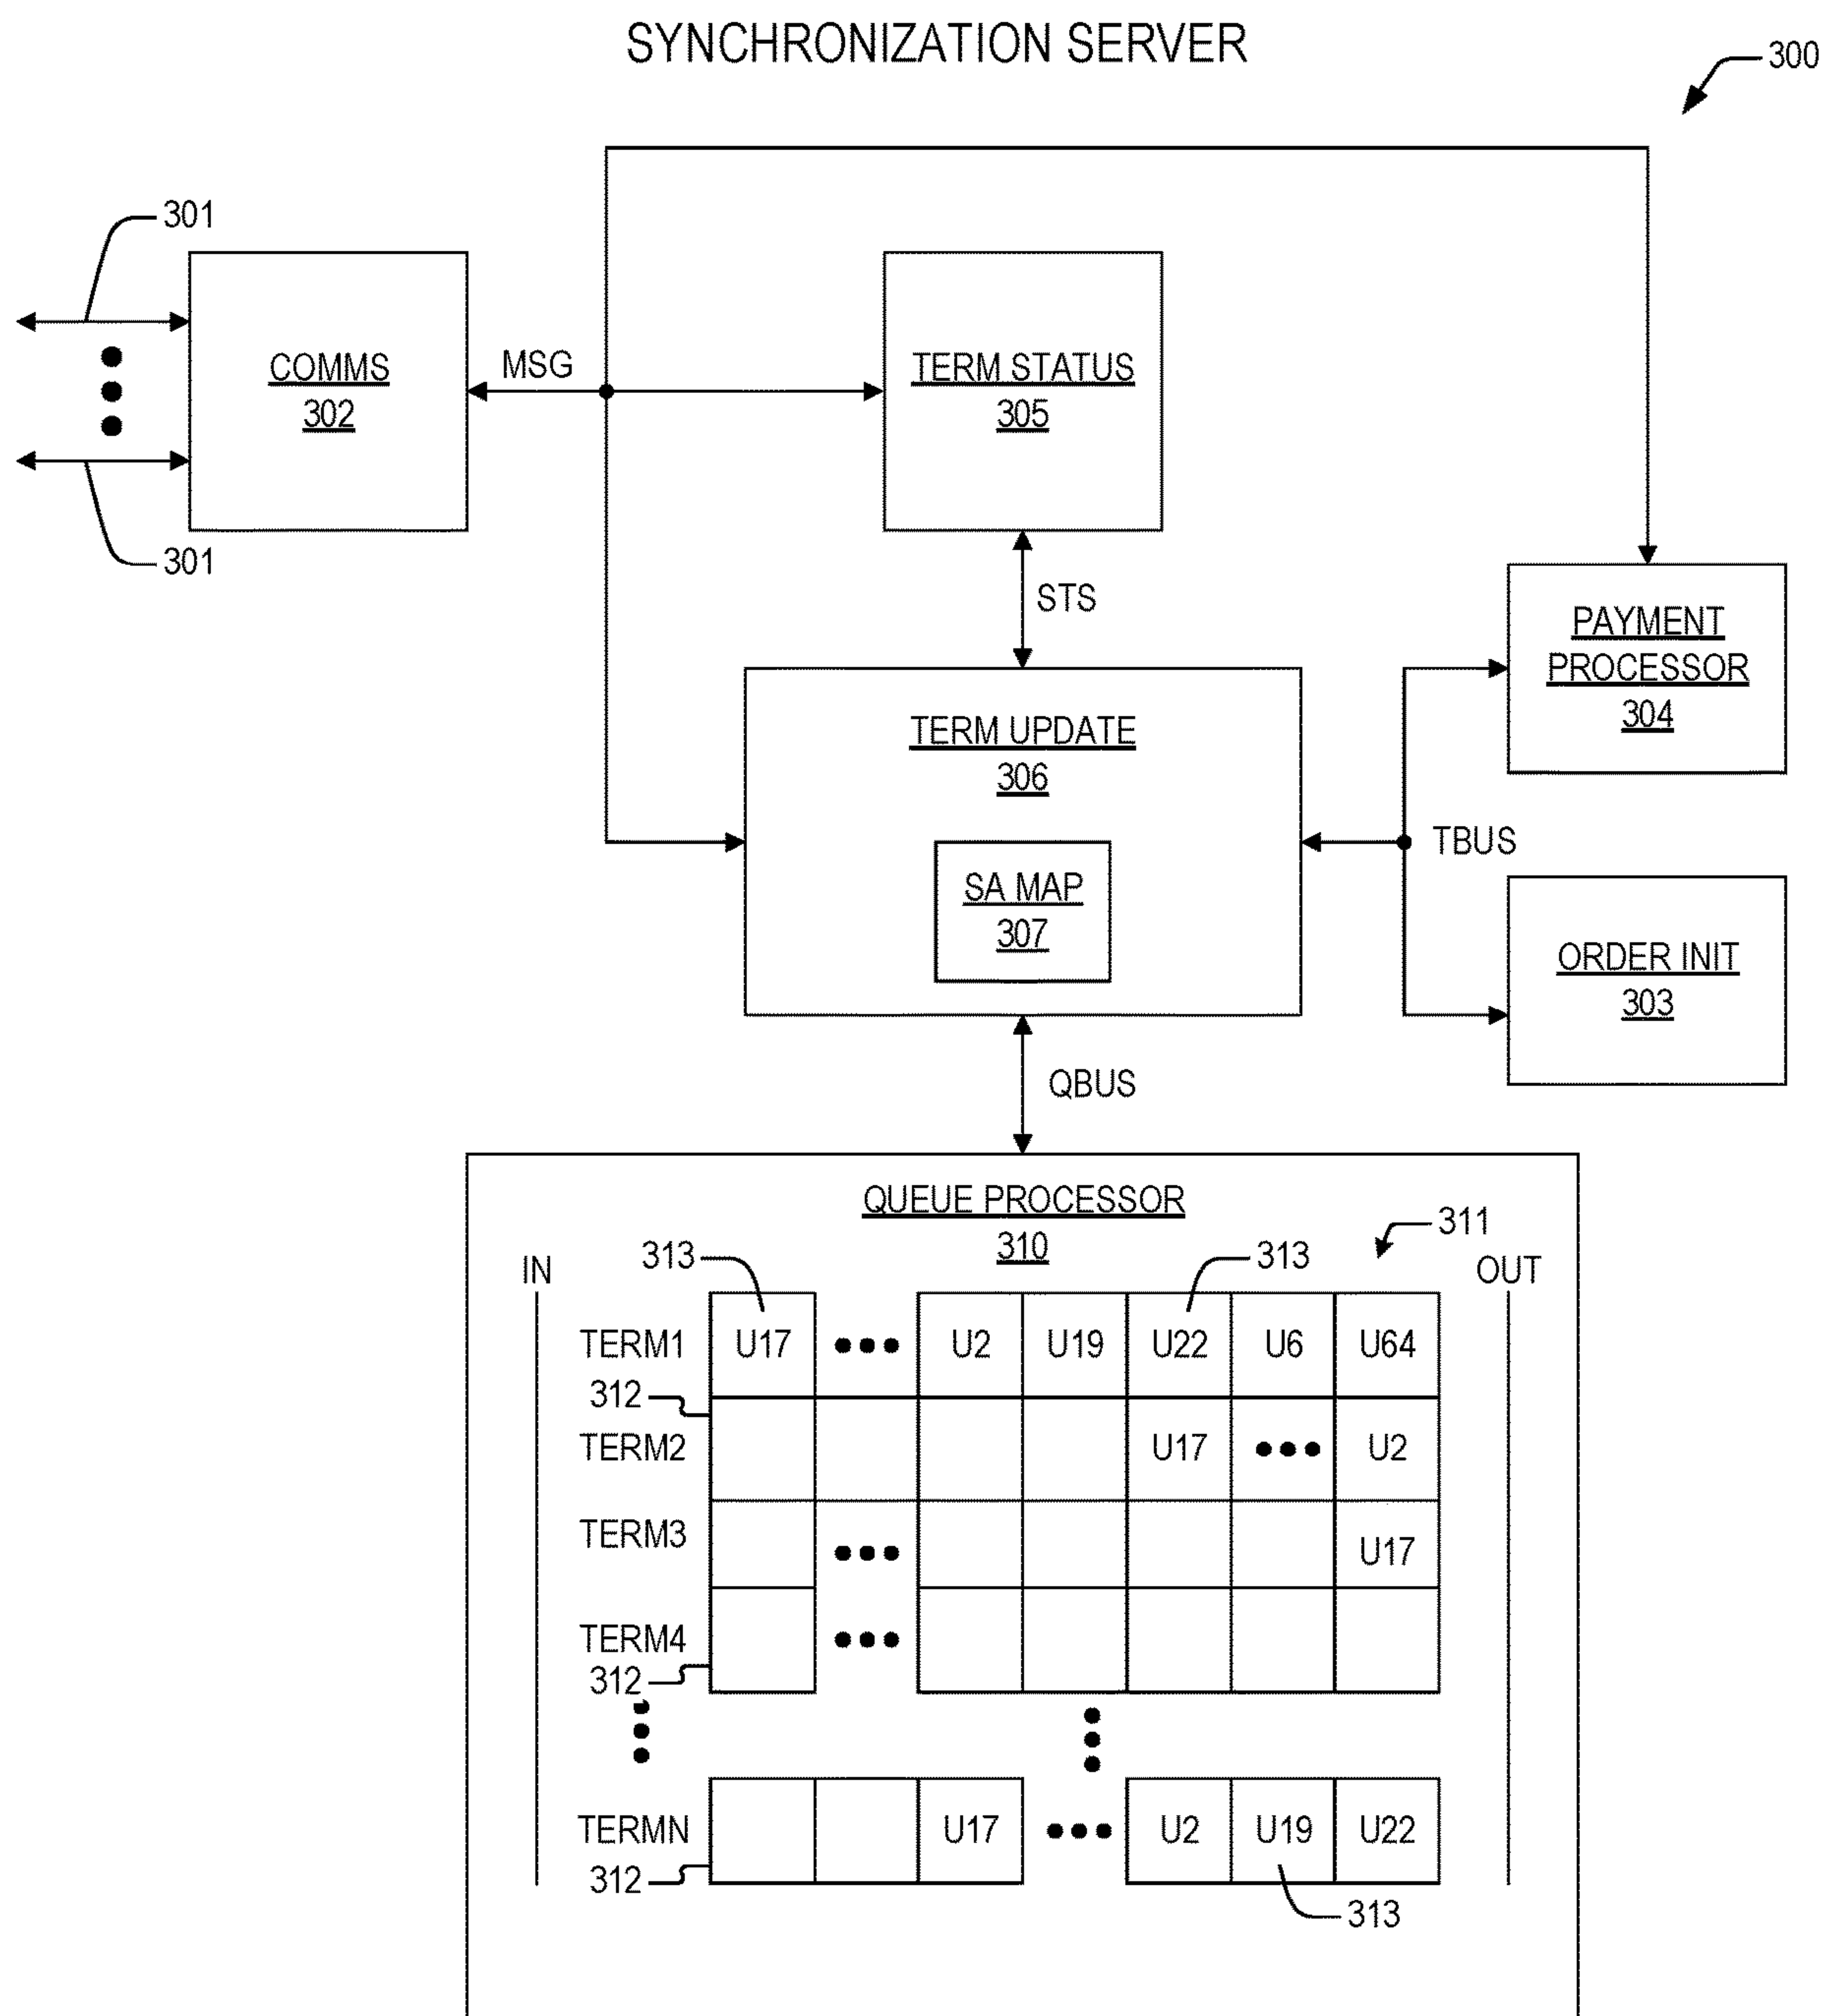 SYNCHRONIZATION SERVER
300
301
COMMS
302
MSG
TERM STATUS
305
301
STS
PAYMENT
PROCESSOR
304
TERM UPDATE
306
TBUS
SA MAP
307
ORDER INIT
303
QBUS
QUEUE PROCESSOR
310
311
313
313
IN
OUT
TERM1 U17 ●●● U2 U19 U22 U6 U64
312
TERM2 U17 ●●● U2
TERM3 ●●● U17
TERM4 ●●●
312
TERMN U17 ●●● U2 U19 U22
312
313